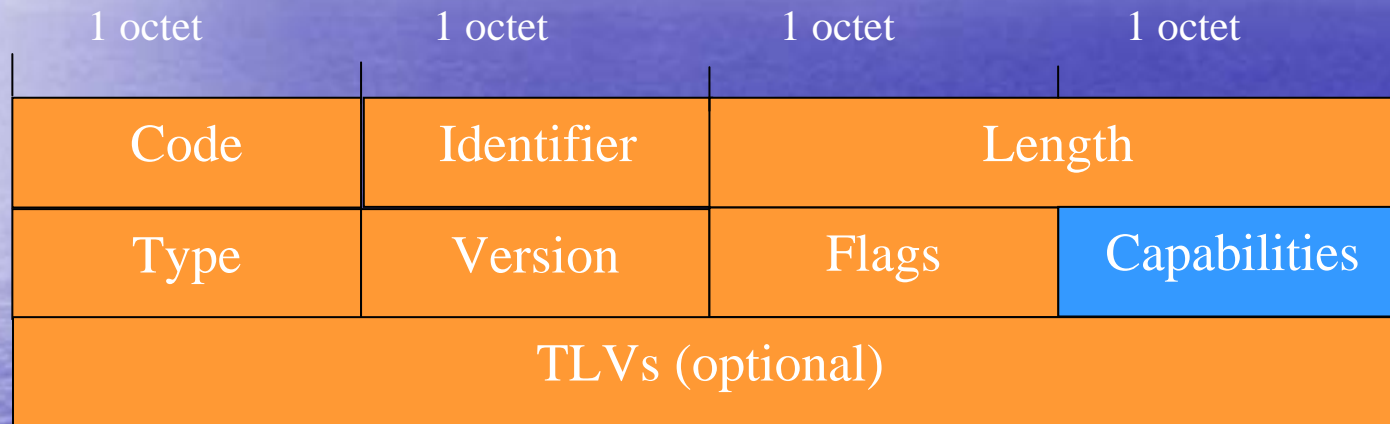 1 octet 1 octet 1 octet 1 octet
Code Identifier Length
Type Version Flags Capabilities
TLVs (optional)